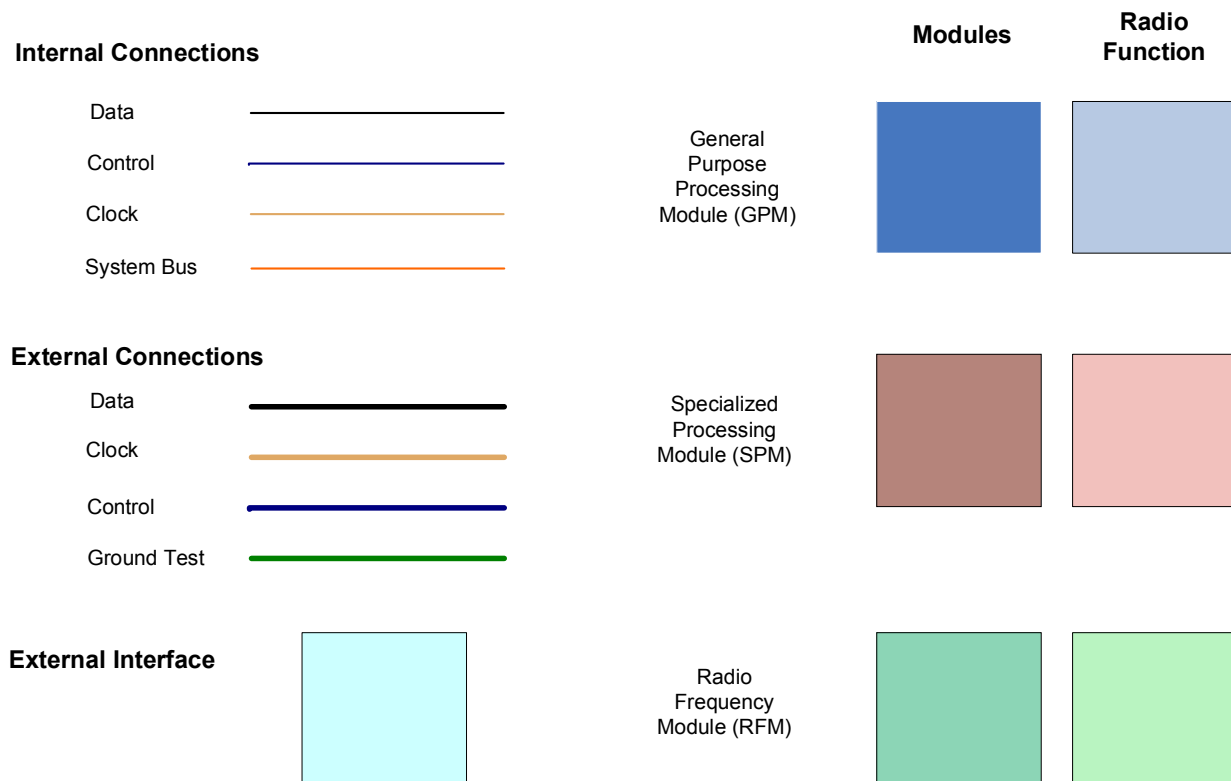 Internal Connections
Data
Control
Clock
System Bus
External Connections
Data
Clock
Control
Ground Test
External Interface
Modules
Radio
Function
General
Purpose
Processing
Module (GPM)
Specialized
Processing
Module (SPM)
Radio
Frequency
Module (RFM)